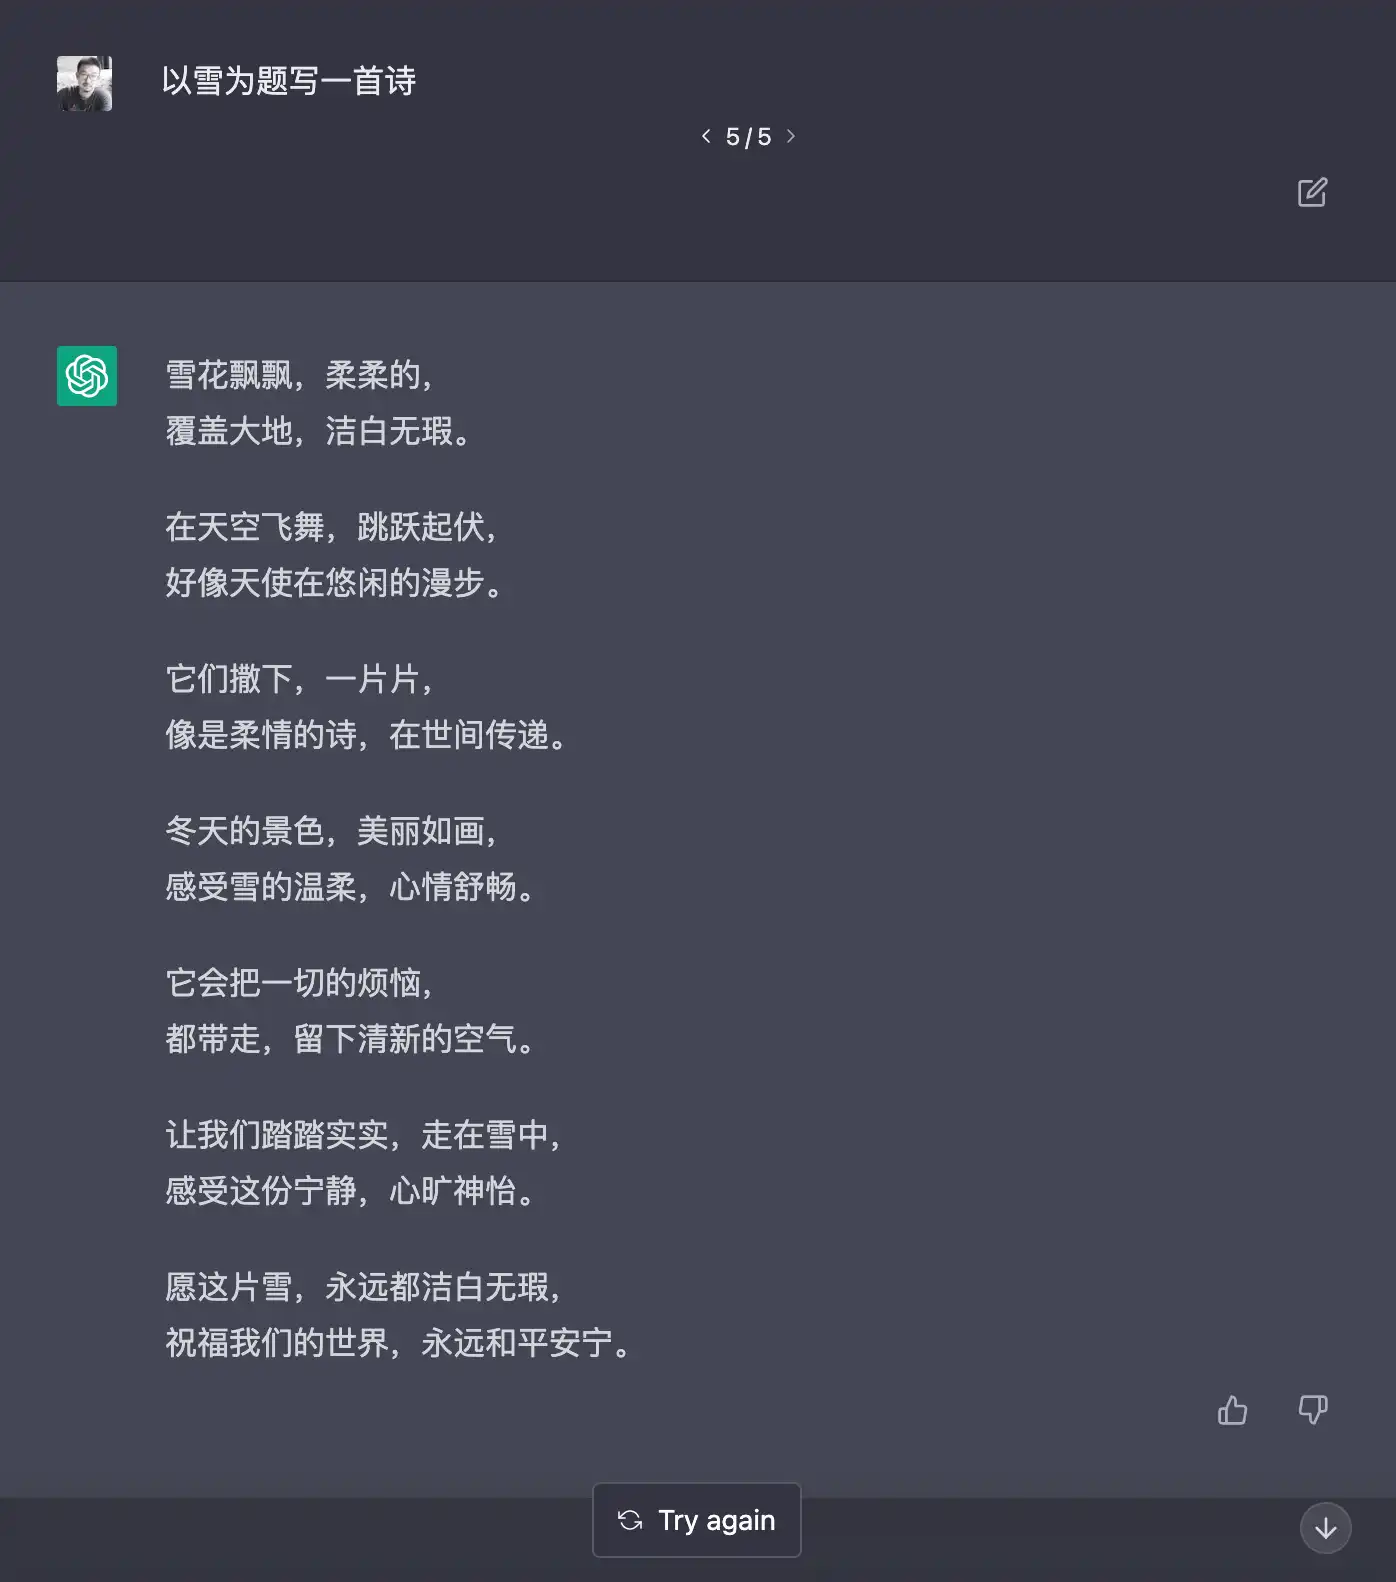 以雪为题写一首诗
5 / 5
雪花飘飘，柔柔的，
覆盖大地，洁白无瑕。
在天空飞舞，跳跃起伏，
好像天使在悠闲的漫步。
它们撒下，一片片，
像是柔情的诗，在世间传递。
冬天的景色，美丽如画，
感受雪的温柔，心情舒畅。
它会把一切的烦恼，
都带走，留下清新的空气。
让我们踏踏实实，走在雪中，
感受这份宁静，心旷神怡。
愿这片雪，永远都洁白无瑕，
祝福我们的世界，永远和平安宁。
Try again